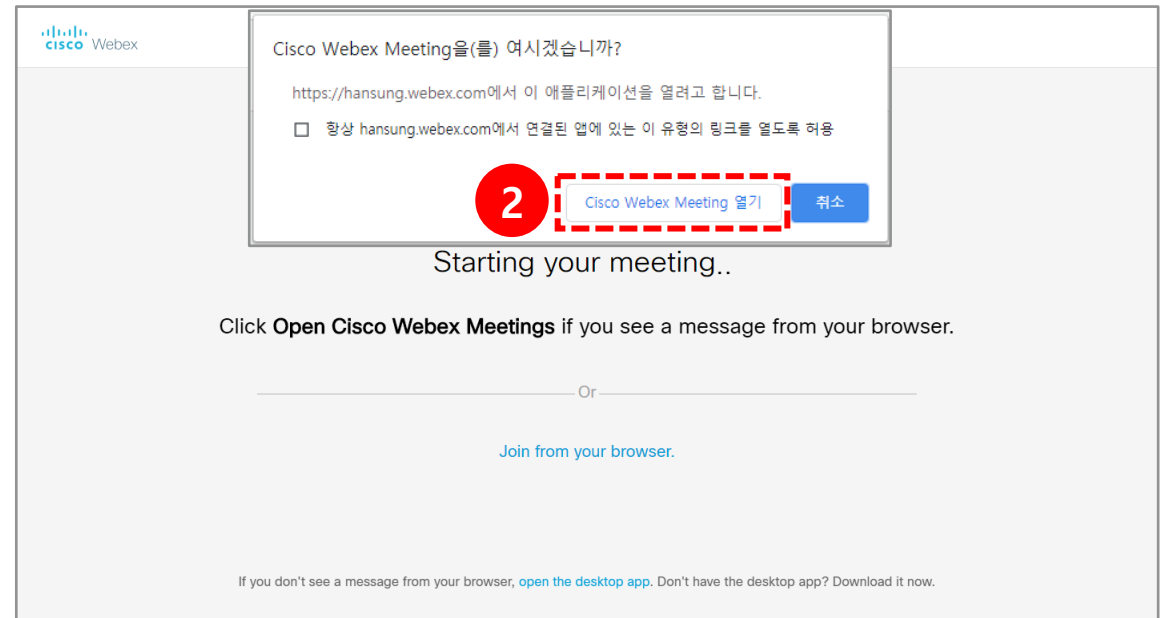 cisco Webex
Cisco Webex Meeting을(를) 여시겠습니까?
https://hansung.webex.com에서 이 애플리케이션을 열려고 합니다.
항상 hansung.webex.com에서 연결된 앱에 있는 이 유형의 링크를 열도록 허용
2
Cisco Webex Meeting 열기
취소
Starting your meeting..
Click Open Cisco Webex Meetings if you see a message from your browser.
Or
Join from your browser.
If you don't see a message from your browser, open the desktop app. Don't have the desktop app? Download it now.